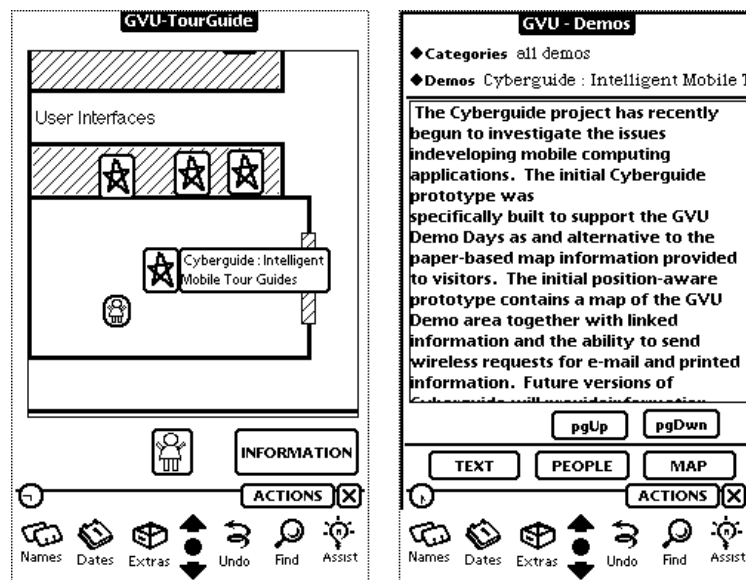 GVU-TourGuide
User Interfaces
Cyberguide : Intelligent
Mobile Tour Guides
INFORMATION
ACTIONS
Names Dates Extras Undo Find Assist
GVU - Demos
Categories all demos
Demos Cyberguide : Intelligent Mobile T
The Cyberguide project has recently
begun to investigate the issues
indeveloping mobile computing
applications. The initial Cyberguide
prototype was
specifically built to support the GVU
Demo Days as and alternative to the
paper-based map information provided
to visitors. The initial position-aware
prototype contains a map of the GVU
Demo area together with linked
information and the ability to send
wireless requests for e-mail and printed
information. Future versions of
pgUp pgDwn
TEXT PEOPLE MAP
ACTIONS
Names Dates Extras Undo Find Assist